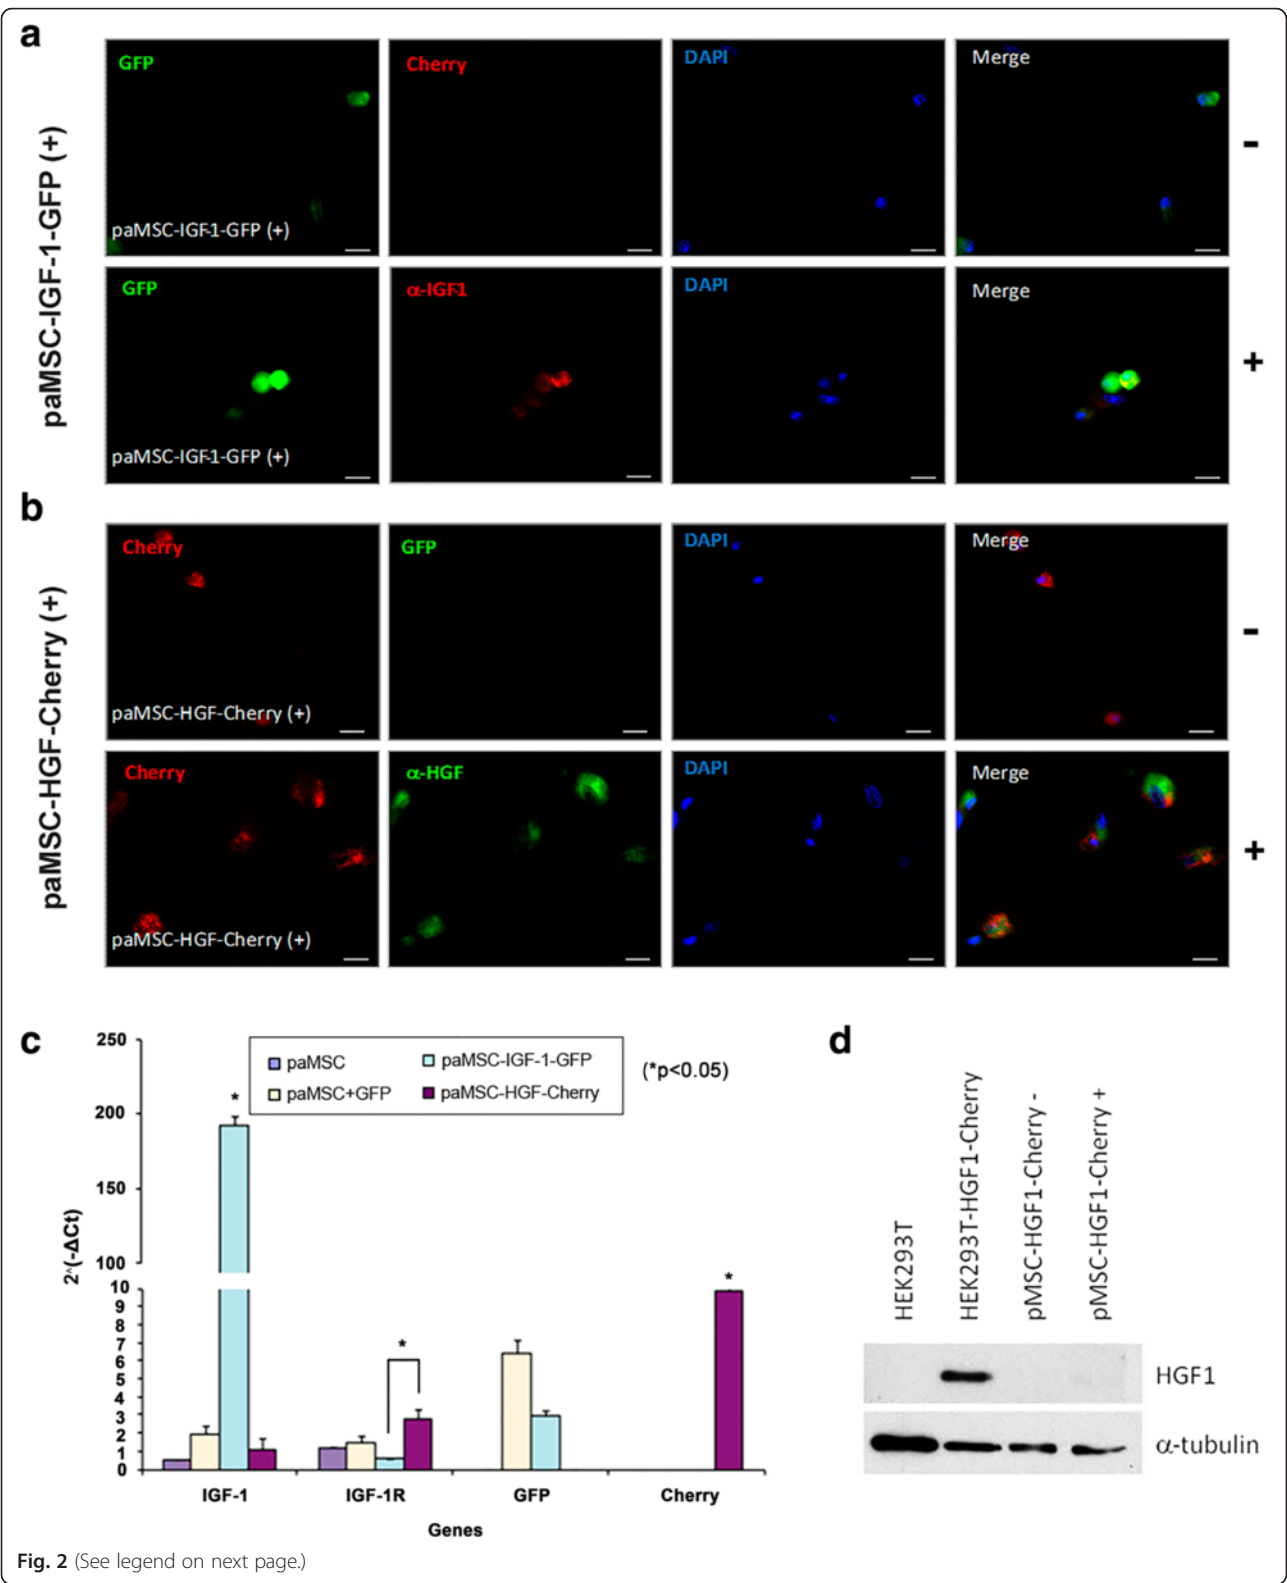 a
paMSC-IGF-1-GFP (+)
GFP
Cherry
DAPI
Merge
paMSC-IGF-1-GFP (+)
-
GFP
α-IGF1
DAPI
Merge
paMSC-IGF-1-GFP (+)
+
b
paMSC-HGF-Cherry (+)
Cherry
GFP
DAPI
Merge
paMSC-HGF-Cherry (+)
-
Cherry
α-HGF
DAPI
Merge
paMSC-HGF-Cherry (+)
+
c
2^(-ΔCt)
250
200
150
100
10
9
8
7
6
5
4
3
2
1
0
paMSC
paMSC-IGF-1-GFP
paMSC+GFP
paMSC-HGF-Cherry
(*p<0.05)
*
*
*
IGF-1
IGF-1R
GFP
Cherry
Genes
d
HEK293T
HEK293T-HGF1-Cherry
pMSC-HGF1-Cherry -
pMSC-HGF1-Cherry +
HGF1
α-tubulin
Fig. 2 (See legend on next page.)